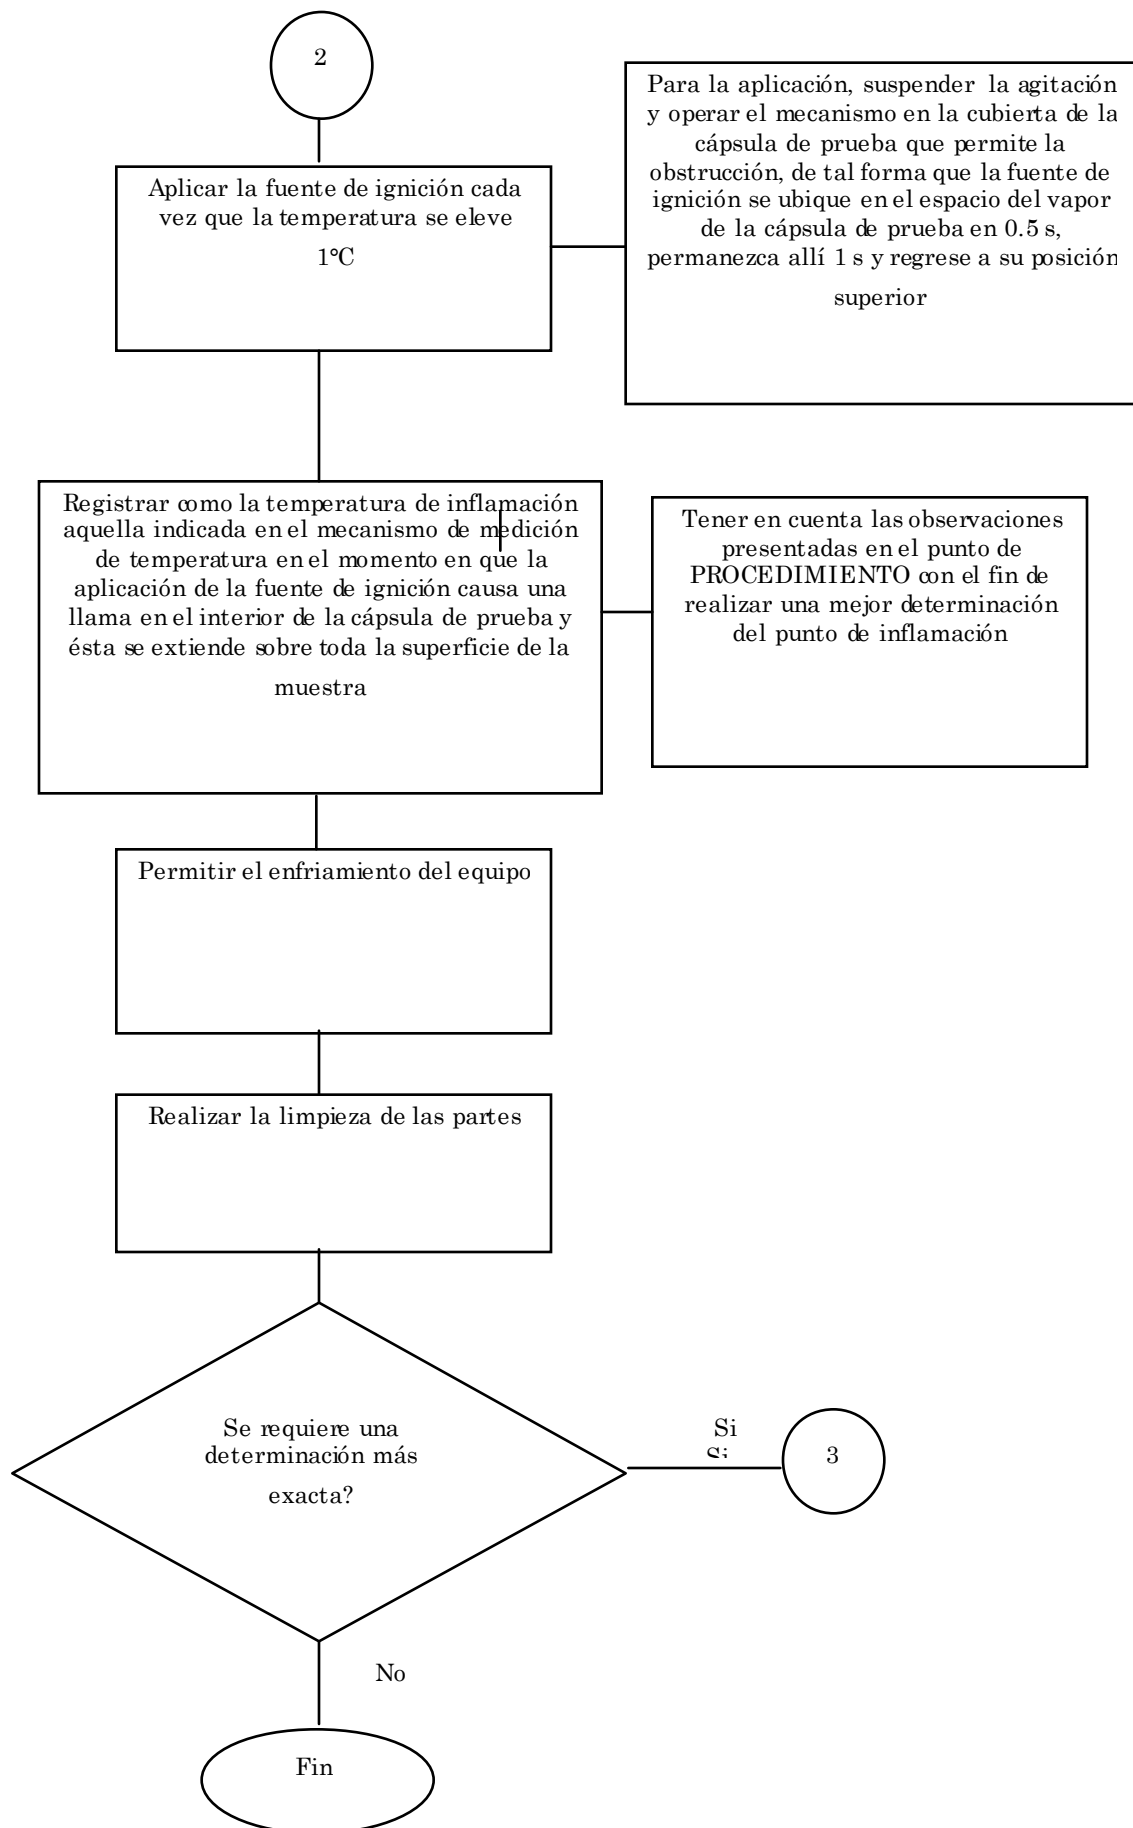 2
Aplicar la fuente de ignición cada
vez que la temperatura se eleve
1°C
Para la aplicación, suspender la agitación
y operar el mecanismo en la cubierta de la
cápsula de prueba que permite la
obstrucción, de tal forma que la fuente de
ignición se ubique en el espacio del vapor
de la cápsula de prueba en 0.5 s,
permanezca allí 1 s y regrese a su posición
superior
Registrar como la temperatura de inflamación
aquella indicada en el mecanismo de medición
de temperatura en el momento en que la
aplicación de la fuente de ignición causa una
llama en el interior de la cápsula de prueba y
ésta se extiende sobre toda la superficie de la
muestra
Tener en cuenta las observaciones
presentadas en el punto de
PROCEDIMIENTO con el fin de
realizar una mejor determinación
del punto de inflamación
Permitir el enfriamiento del equipo
Realizar la limpieza de las partes
Se requiere una
determinación más
exacta?
Si
Si
3
No
Fin